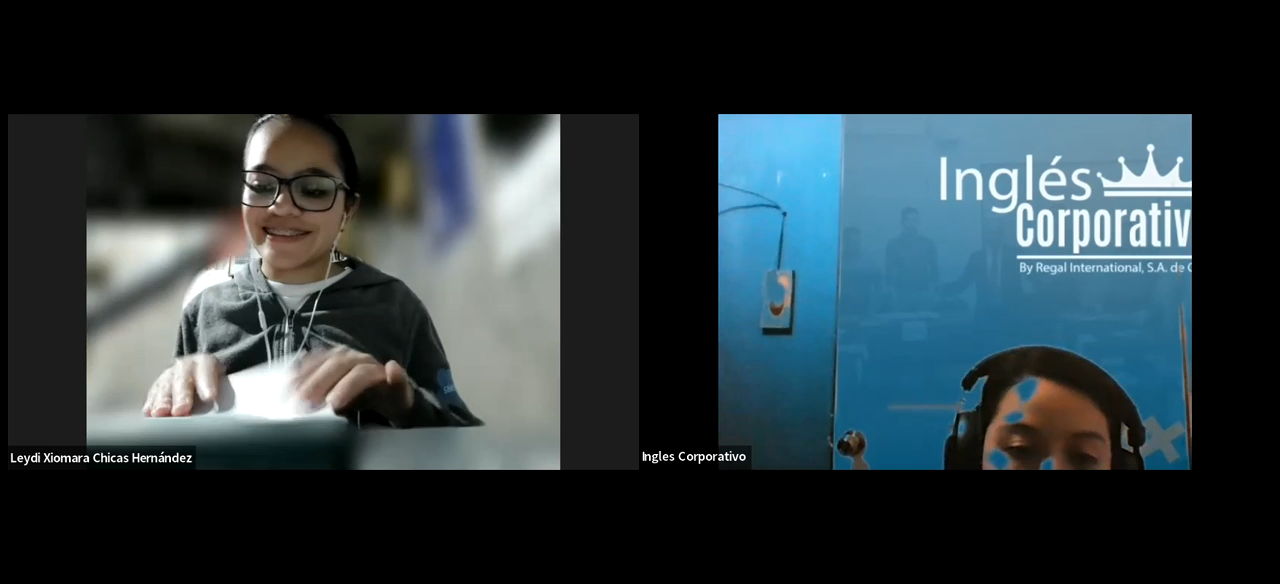 Leydi Xiomara Chicas Hernández
Inglés
Corporativ
By Regal International, S.A. de C
Ingles Corporativo